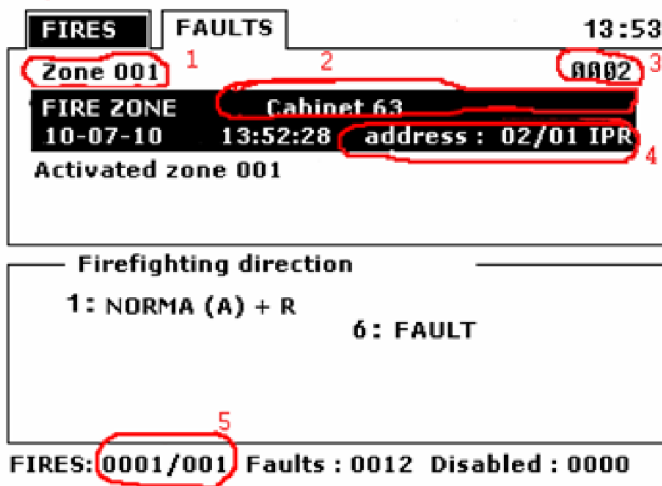 FIRES FAULTS 13:53
Zone 001 1 2 0002 3
FIRE ZONE Cabinet 63
10-07-10 13:52:28 address : 02/01 IPR 4
Activated zone 001
Firefighting direction
1: NORMA (A) + R
6: FAULT
5
FIRES: 0001/001 Faults : 0012 Disabled : 0000